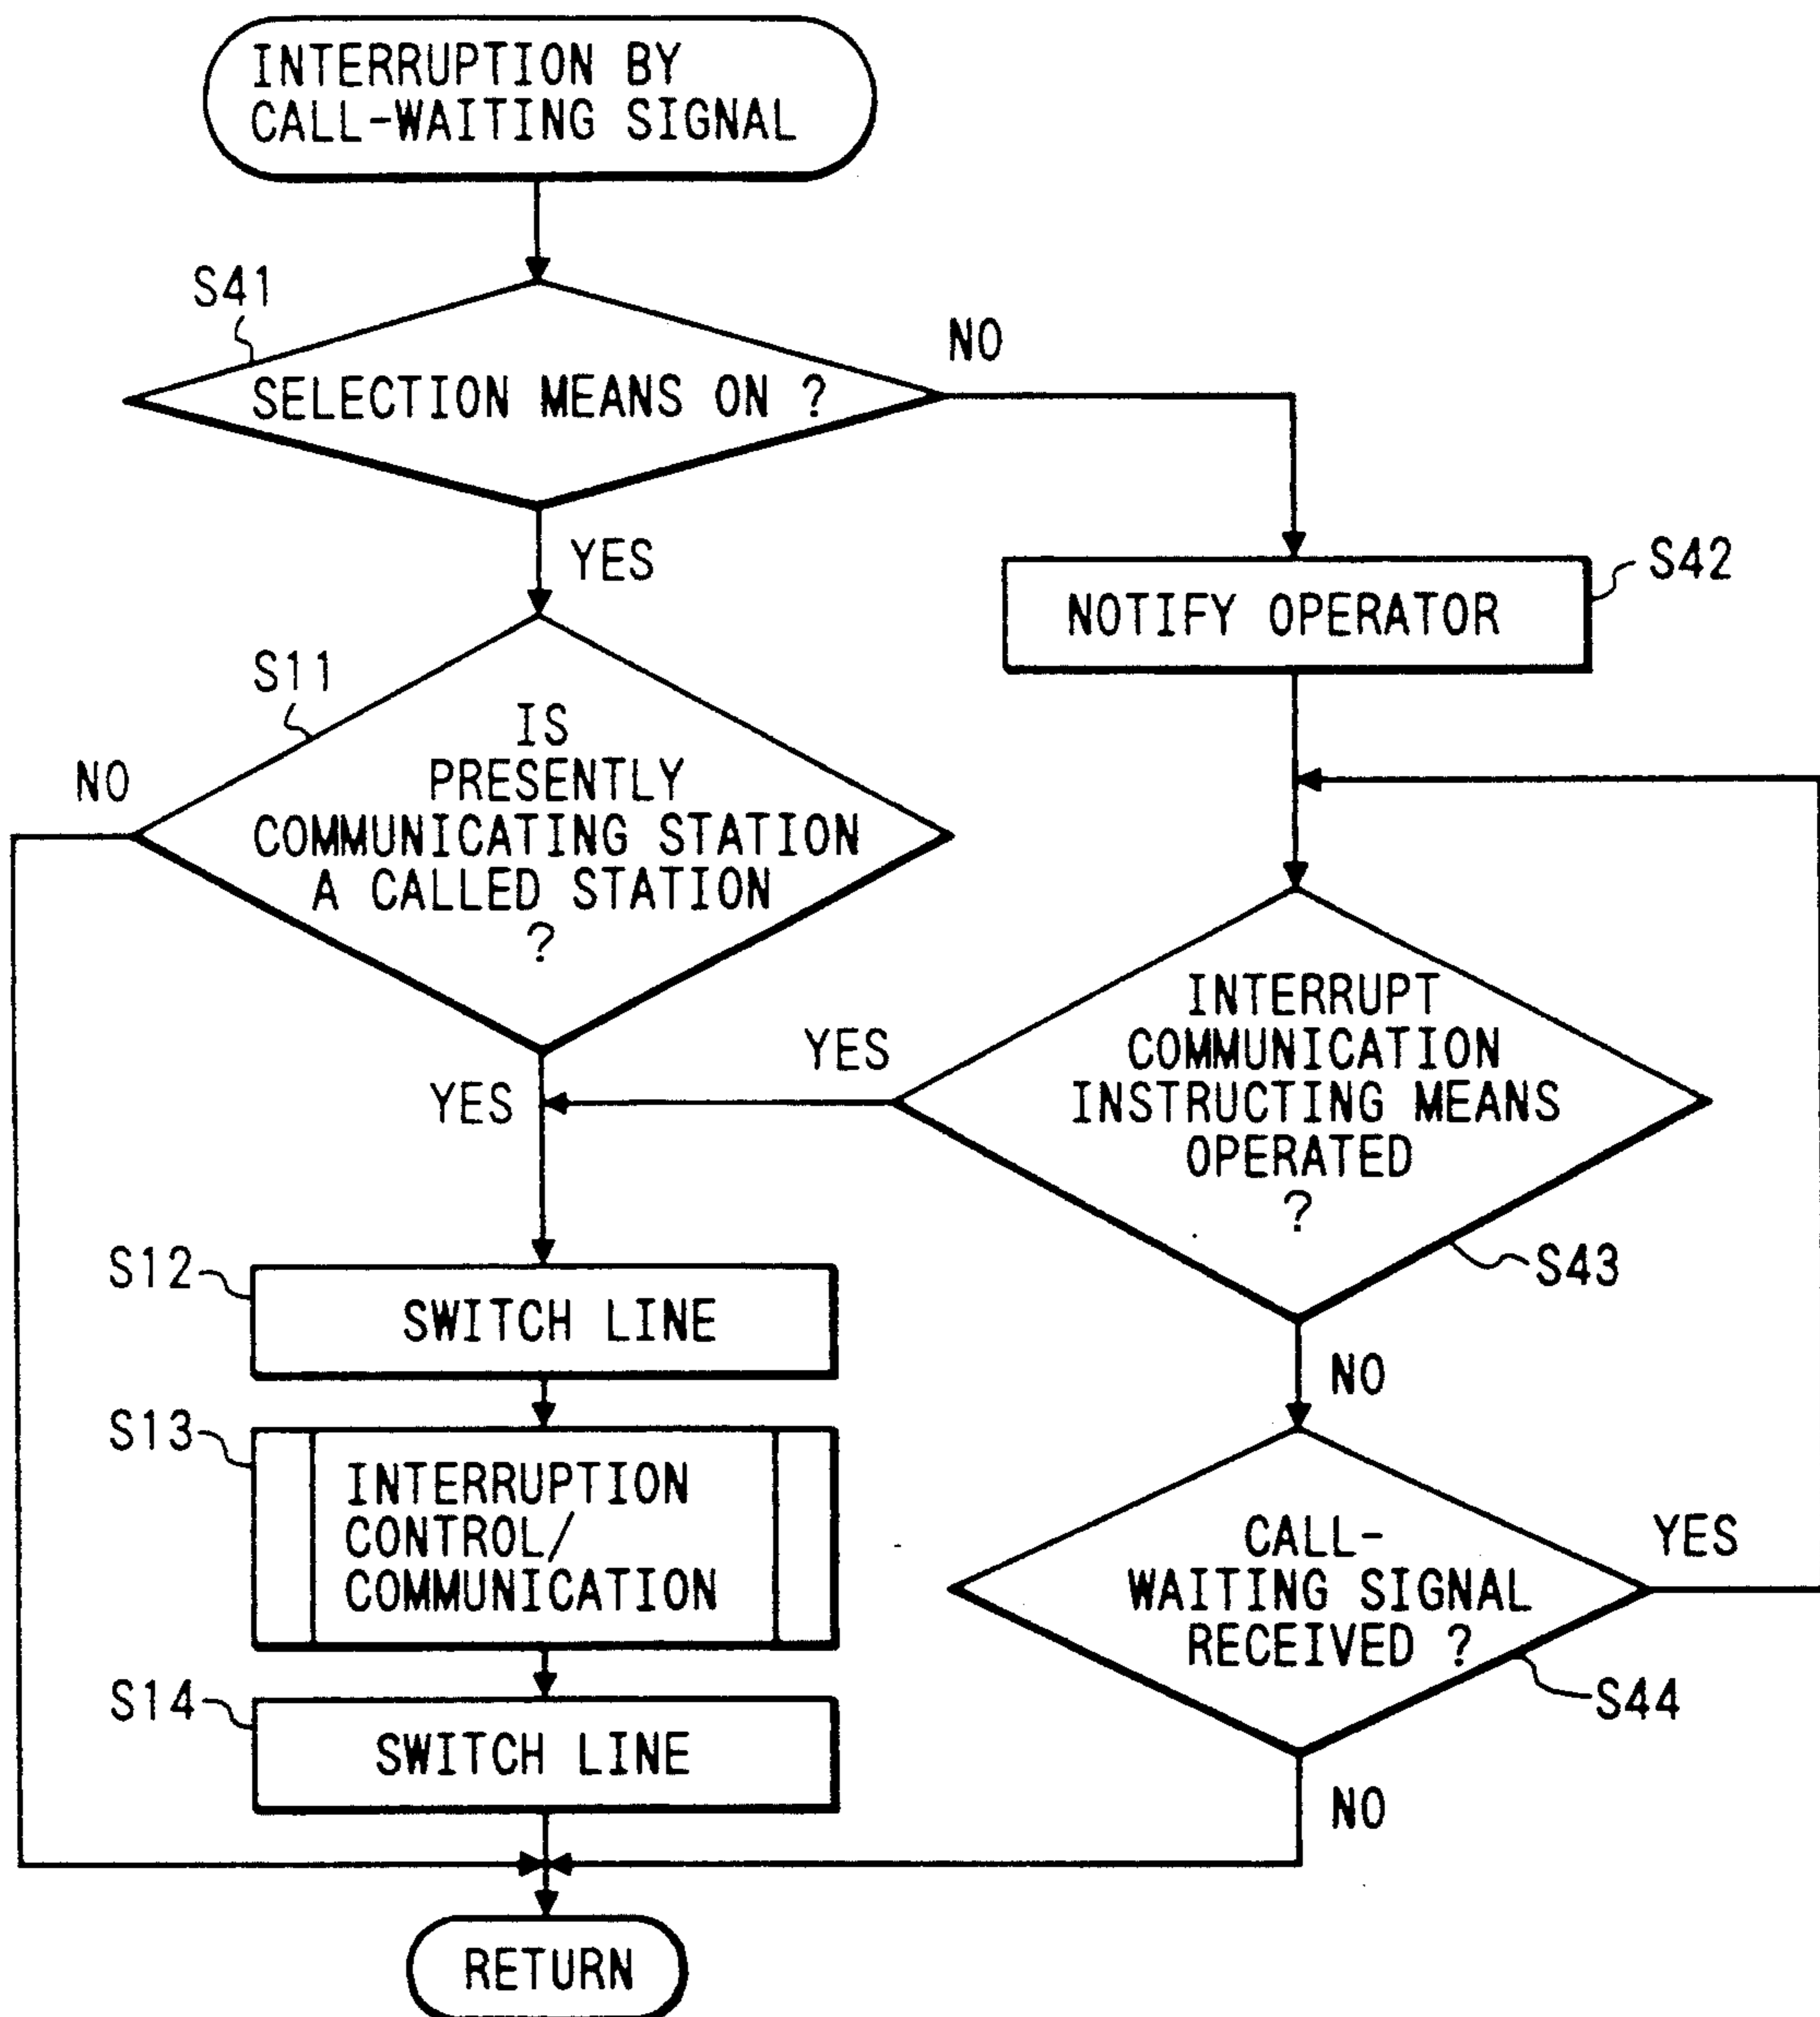 INTERRUPTION BY
CALL-WAITING SIGNAL
S41
NO
SELECTION MEANS ON ?
YES
S42
NOTIFY OPERATOR
S11
NO
IS
PRESENTLY
COMMUNICATING STATION
A CALLED STATION
?
YES
YES
INTERRUPT
COMMUNICATION
INSTRUCTING MEANS
OPERATED
?
S43
NO
S12
SWITCH LINE
S13
INTERRUPTION
CONTROL/
COMMUNICATION
CALL-
WAITING SIGNAL
RECEIVED ?
YES
S44
NO
S14
SWITCH LINE
RETURN